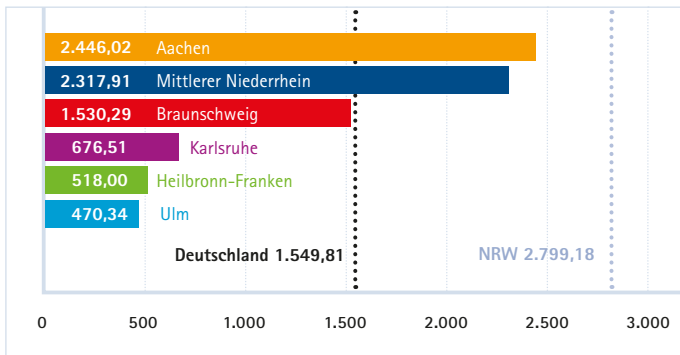 2.446,02 Aachen
2.317,91 Mittlerer Niederrhein
1.530,29 Braunschweig
676,51 Karlsruhe
518,00 Heilbronn-Franken
470,34 Ulm
Deutschland 1.549,81 NRW 2.799,18
0 500 1.000 1.500 2.000 2.500 3.000